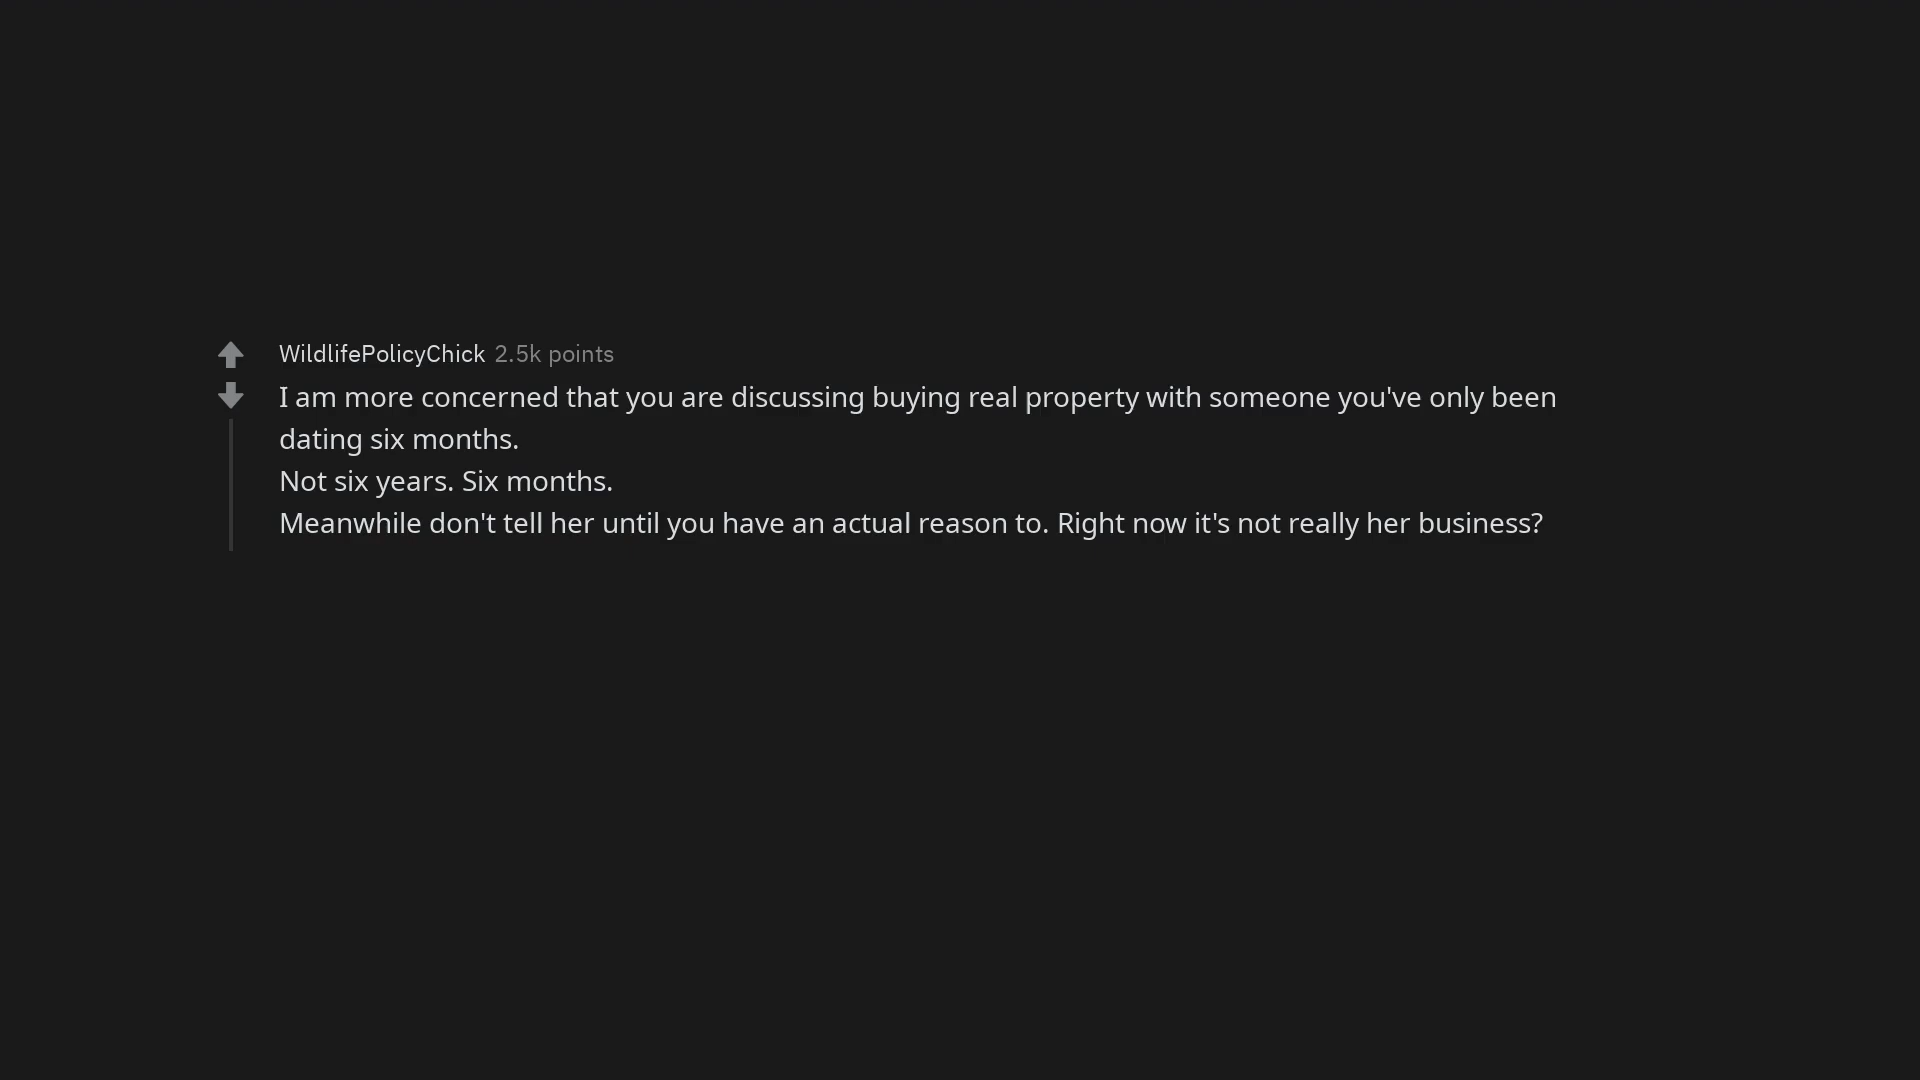 WildlifePolicyChick 2.5k points
I am more concerned that you are discussing buying real property with someone you've only been
dating six months.
Not six years. Six months.
Meanwhile don't tell her until you have an actual reason to. Right now it's not really her business?